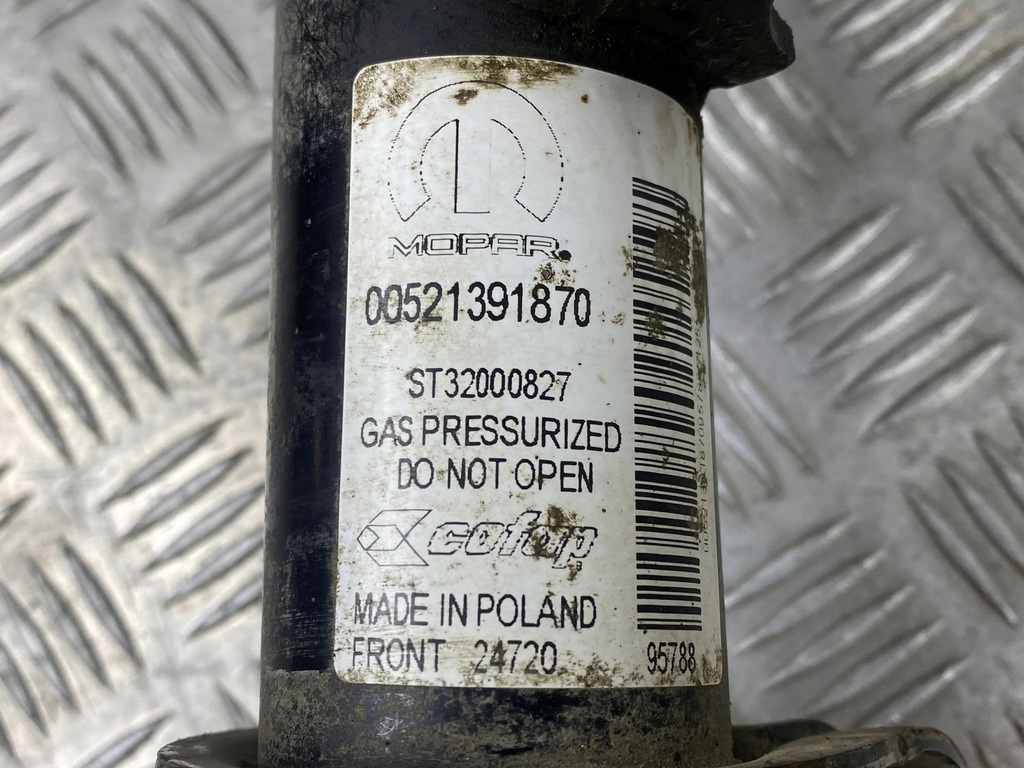 MOPAR.
00521391870
ST32000827
GAS PRESSURIZED
DO NOT OPEN
cofap
MADE IN POLAND
FRONT 24720
95788